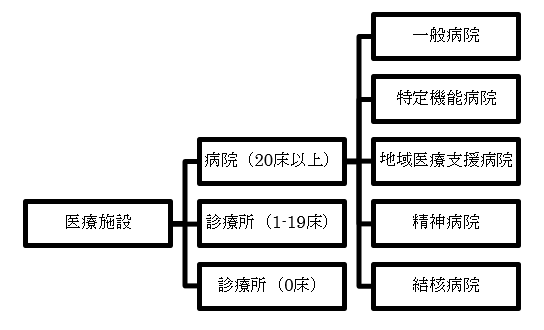 医療施設
病院（20床以上）
診療所（1-19床）
診療所（0床）
一般病院
特定機能病院
地域医療支援病院
精神病院
結核病院